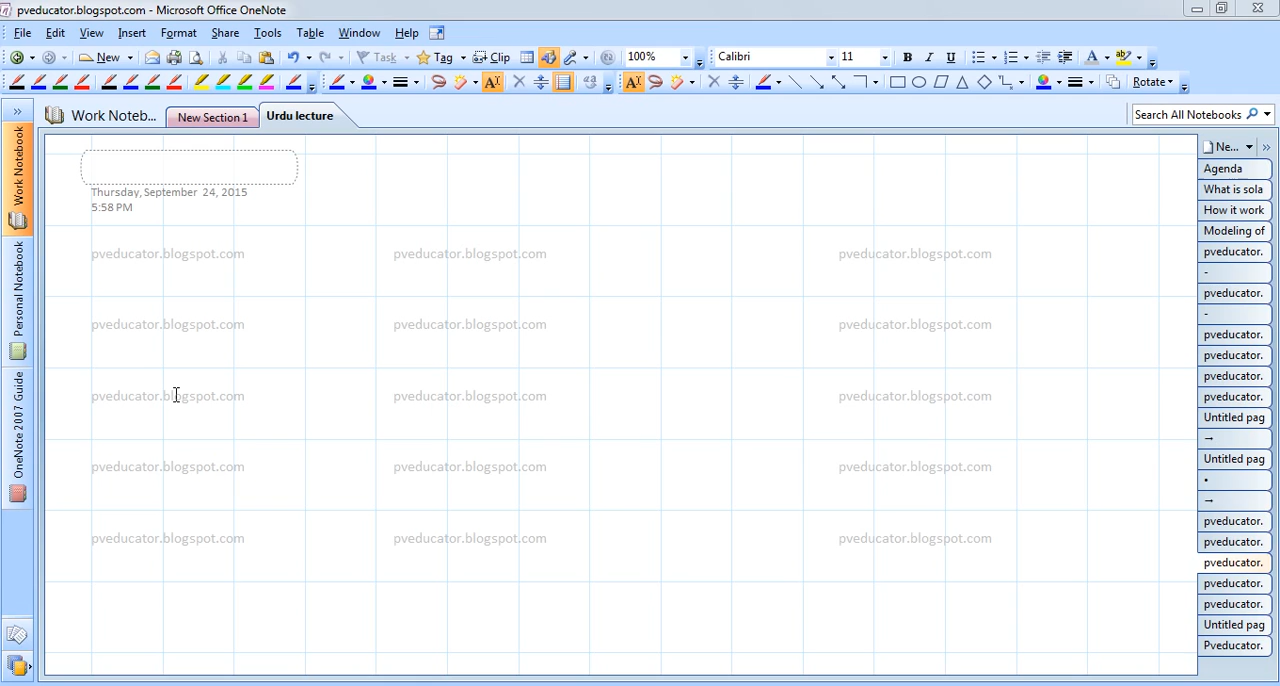 pveducator.blogspot.com - Microsoft Office OneNote
File Edit View Insert Format Share Tools Table Window Help
New Task Tag Clip 100% Calibri 11 B I U A ab
A A Rotate
Work Noteb... New Section 1 Urdu lecture
Search All Notebooks
Work Notebook
Personal Notebook
OneNote 2007 Guide
Thursday, September 24, 2015
5:58 PM
pveducator.blogspot.com pveducator.blogspot.com pveducator.blogspot.com
pveducator.blogspot.com pveducator.blogspot.com pveducator.blogspot.com
pveducator.blogspot.com pveducator.blogspot.com pveducator.blogspot.com
pveducator.blogspot.com pveducator.blogspot.com pveducator.blogspot.com
pveducator.blogspot.com pveducator.blogspot.com pveducator.blogspot.com
Ne...
Agenda
What is sola
How it work
Modeling of
pveducator.
-
pveducator.
-
pveducator.
pveducator.
pveducator.
pveducator.
Untitled pag
→
Untitled pag
•
→
pveducator.
pveducator.
pveducator.
pveducator.
pveducator.
Untitled pag
Pveducator.